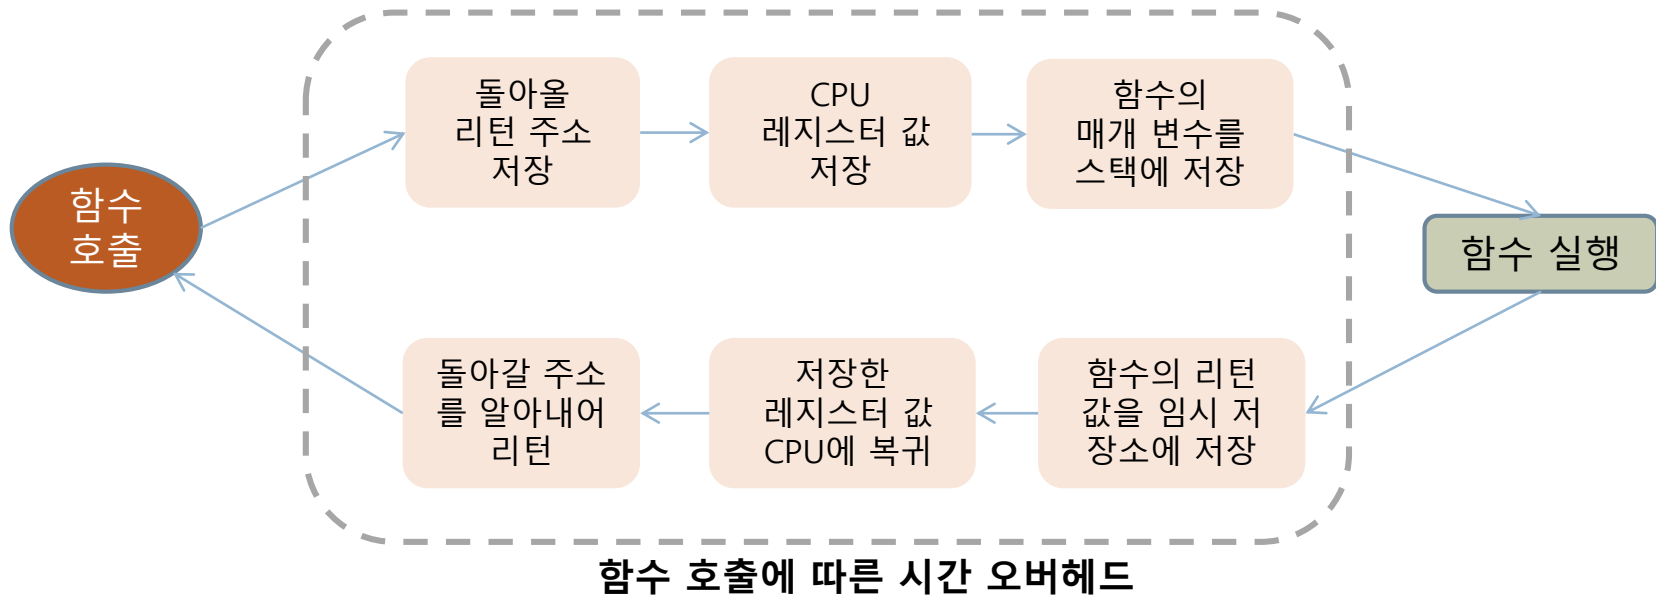 함수
호출
돌아올
리턴 주소
저장
CPU
레지스터 값
저장
함수의
매개 변수를
스택에 저장
함수 실행
함수의 리턴
값을 임시 저
장소에 저장
저장한
레지스터 값
CPU에 복귀
돌아갈 주소
를 알아내어
리턴
함수 호출에 따른 시간 오버헤드